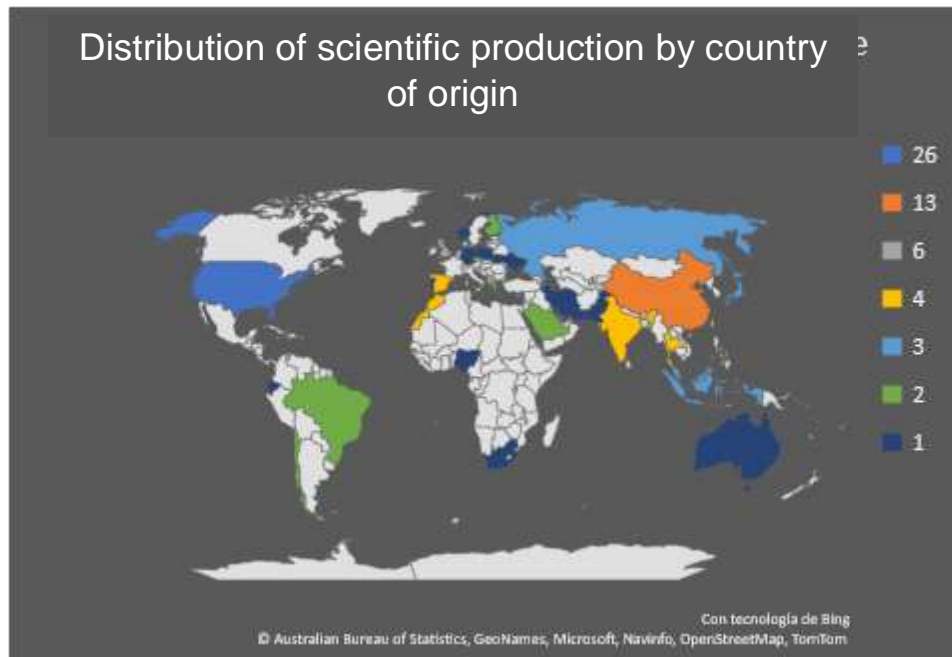 Distribution of scientific production by country
of origin
e
26
13
6
4
3
2
1
Con tecnología de Bing
© Australian Bureau of Statistics, GeoNames, Microsoft, Navinfo, OpenStreetMap, TomTom